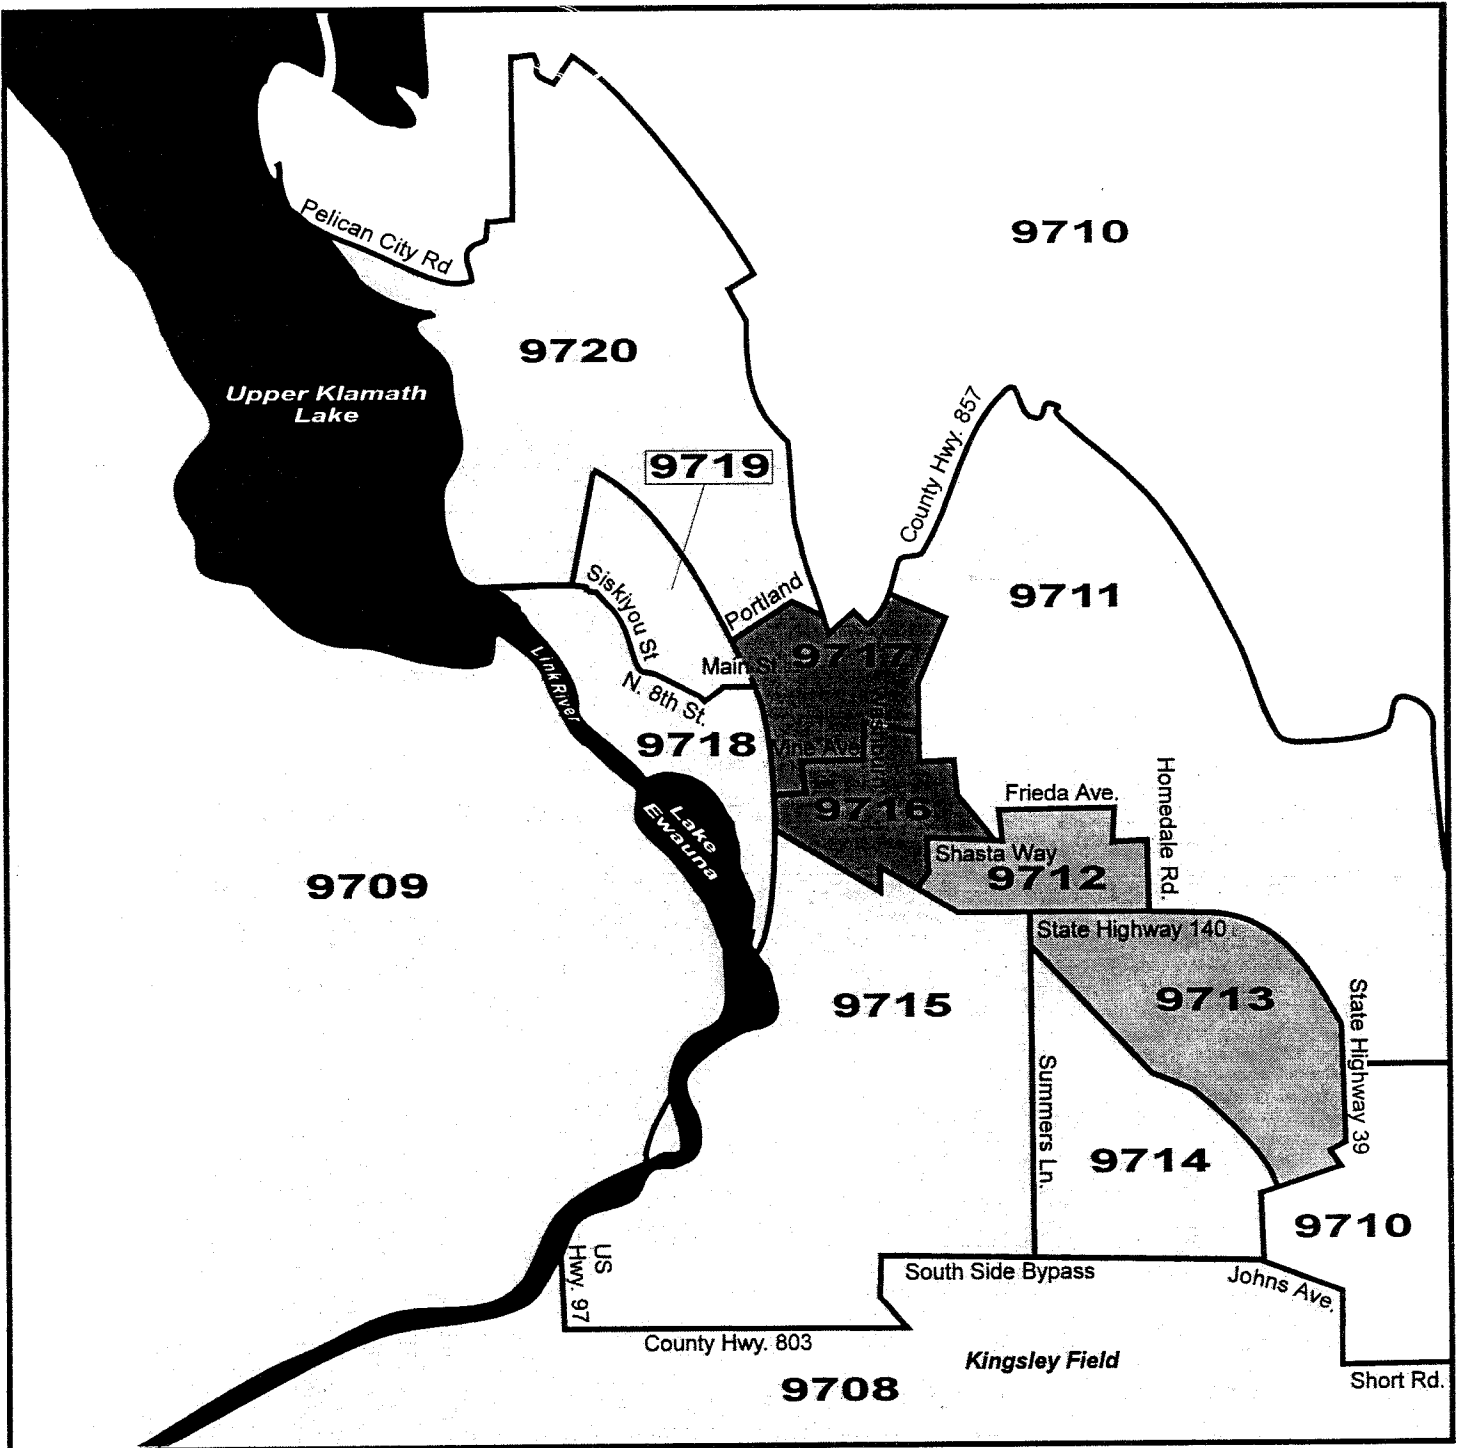 9710
Pelican City Rd
9720
Upper Klamath
Lake
County Hwy. 857
9719
Siskiyou St
Portland
9711
Link River
Main St
9717
N. 8th St.
9718
Vine Ave
Homedale Rd.
Frieda Ave.
9716
Lake
Ewauna
Shasta Way
9712
9709
State Highway 140
9715
9713
State Highway 39
Summers Ln.
9714
9710
US
Hwy. 97
South Side Bypass
Johns Ave.
County Hwy. 803
Kingsley Field
9708
Short Rd.